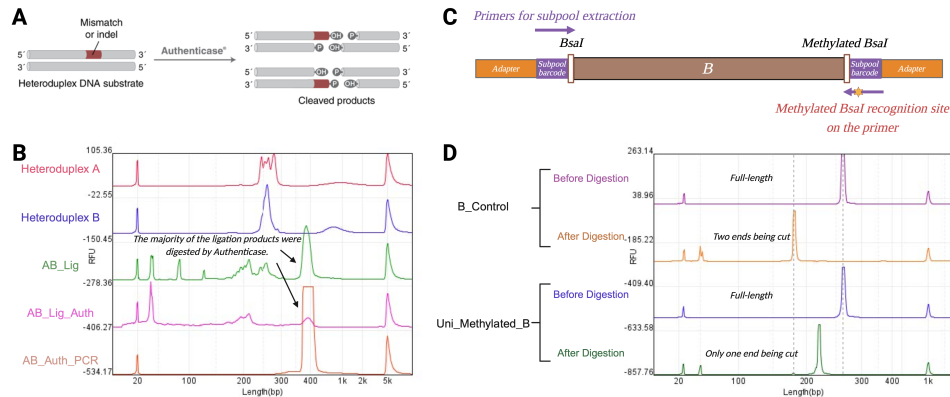 A
Mismatch
or indel
5´ 3´
3´ 5´
Heteroduplex DNA substrate
Authenticase®
5´ OH P 3´
3´ P OH 5´
5´ OH P 3´
3´ P OH 5´
Cleaved products
C
Primers for subpool extraction
BsaI
Methylated BsaI
Adapter
Subpool
barcode
B
Subpool
barcode
Adapter
Methylated BsaI recognition site
on the primer
B
Heteroduplex A
Heteroduplex B
AB_Lig
AB_Lig_Auth
AB_Auth_PCR
105.36
-22.55
-150.45
-278.36
-406.27
-534.17
RFU
The majority of the ligation products were
digested by Authenticase.
20 100 200 300 400 1k 2k 5k
Length(bp)
D
B_Control
Before Digestion
After Digestion
Uni_Methylated_B
Before Digestion
After Digestion
263.14
38.96
-185.22
-409.40
-633.58
-857.76
RFU
Full-length
Two ends being cut
Full-length
Only one end being cut
20 100 200 300 400 1k
Length(bp)